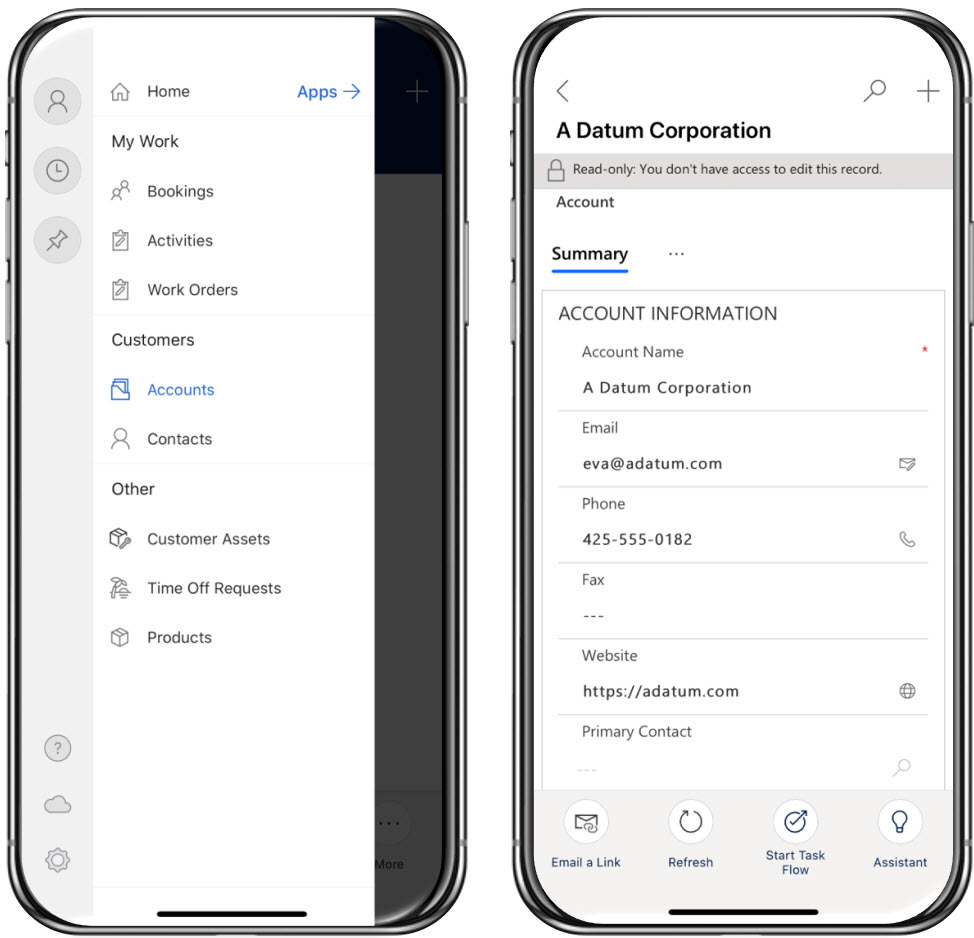 Home
Apps
My Work
Bookings
Activities
Work Orders
Customers
Accounts
Contacts
Other
Customer Assets
Time Off Requests
Products
?
More
A Datum Corporation
Read-only: You don't have access to edit this record.
Account
Summary
...
ACCOUNT INFORMATION
Account Name *
A Datum Corporation
Email
eva@adatum.com
Phone
425-555-0182
Fax
---
Website
https://adatum.com
Primary Contact
---
Email a Link
Refresh
Start Task
Flow
Assistant